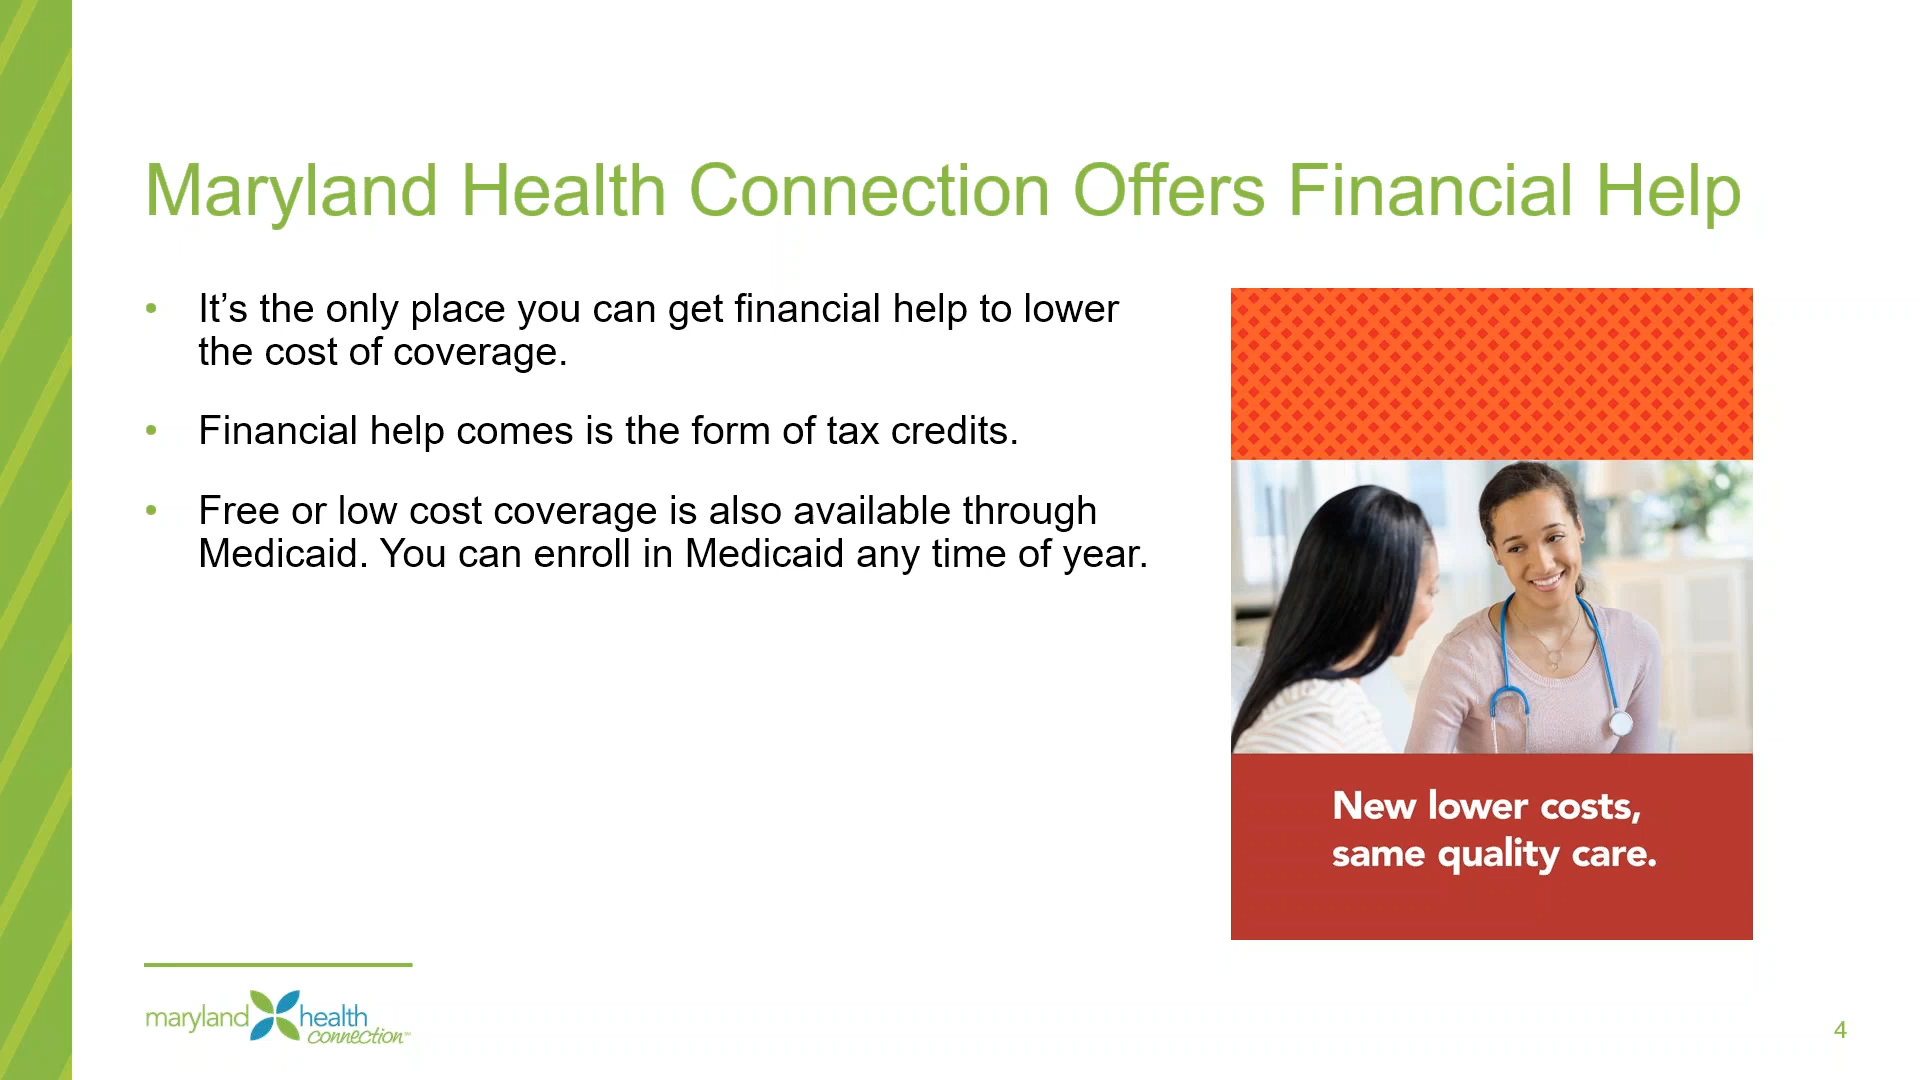 Maryland Health Connection Offers Financial Help
• It’s the only place you can get financial help to lower
the cost of coverage.
• Financial help comes is the form of tax credits.
• Free or low cost coverage is also available through
Medicaid. You can enroll in Medicaid any time of year.
New lower costs,
same quality care.
maryland health
connection™
4